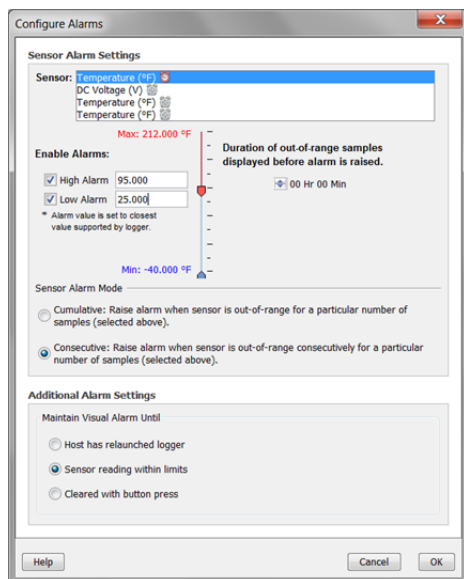 Configure Alarms
X
Sensor Alarm Settings
Sensor: Temperature (°F)
DC Voltage (V)
Temperature (°F)
Temperature (°F)
Max: 212.000 °F
Enable Alarms:
High Alarm 95.000
Low Alarm 25.000
* Alarm value is set to closest
value supported by logger.
Min: -40.000 °F
Duration of out-of-range samples
displayed before alarm is raised.
00 Hr 00 Min
Sensor Alarm Mode
Cumulative: Raise alarm when sensor is out-of-range for a particular number of
samples (selected above).
Consecutive: Raise alarm when sensor is out-of-range consecutively for a particular
number of samples (selected above).
Additional Alarm Settings
Maintain Visual Alarm Until
Host has relaunched logger
Sensor reading within limits
Cleared with button press
Help
Cancel
OK